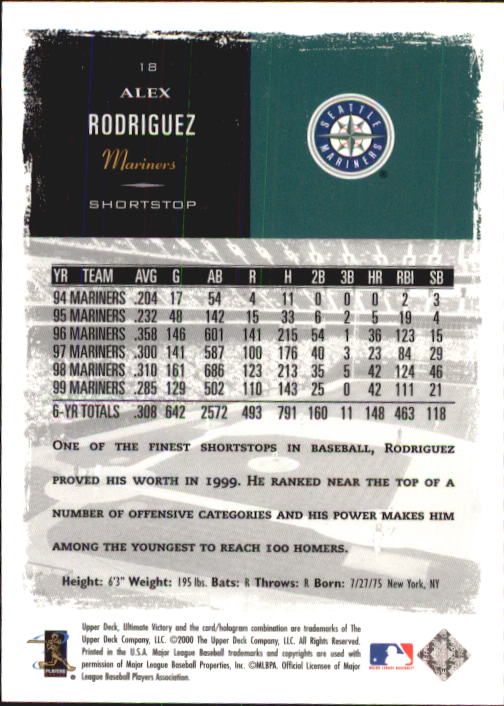 18
ALEX
RODRIGUEZ
Mariners
SHORTSTOP
SEATTLE
MARINERS
®
YR TEAM AVG G AB R H 2B 3B HR RBI SB
94 MARINERS .204 17 54 4 11 0 0 0 2 3
95 MARINERS .232 48 142 15 33 6 2 5 19 4
96 MARINERS .358 146 601 141 215 54 1 36 123 15
97 MARINERS .300 141 587 100 176 40 3 23 84 29
98 MARINERS .310 161 686 123 213 35 5 42 124 46
99 MARINERS .285 129 502 110 143 25 0 42 111 21
6-YR TOTALS .308 642 2572 493 791 160 11 148 463 118
ONE OF THE FINEST SHORTSTOPS IN BASEBALL, RODRIGUEZ
PROVED HIS WORTH IN 1999. HE RANKED NEAR THE TOP OF A
NUMBER OF OFFENSIVE CATEGORIES AND HIS POWER MAKES HIM
AMONG THE YOUNGEST TO REACH 100 HOMERS.
Height: 6'3" Weight: 195 lbs. Bats: R Throws: R Born: 7/27/75 New York, NY
Upper Deck, Ultimate Victory and the card/hologram combination are trademarks of The
Upper Deck Company, LLC. ©2000 The Upper Deck Company, LLC. All Rights Reserved.
Printed in the U.S.A. Major League Baseball trademarks and copyrights are used with
permission of Major League Baseball Properties, Inc. ©MLBPA. Official Licensee of Major
League Baseball Players Association.
PLAYERS
MAJOR LEAGUE BASEBALL